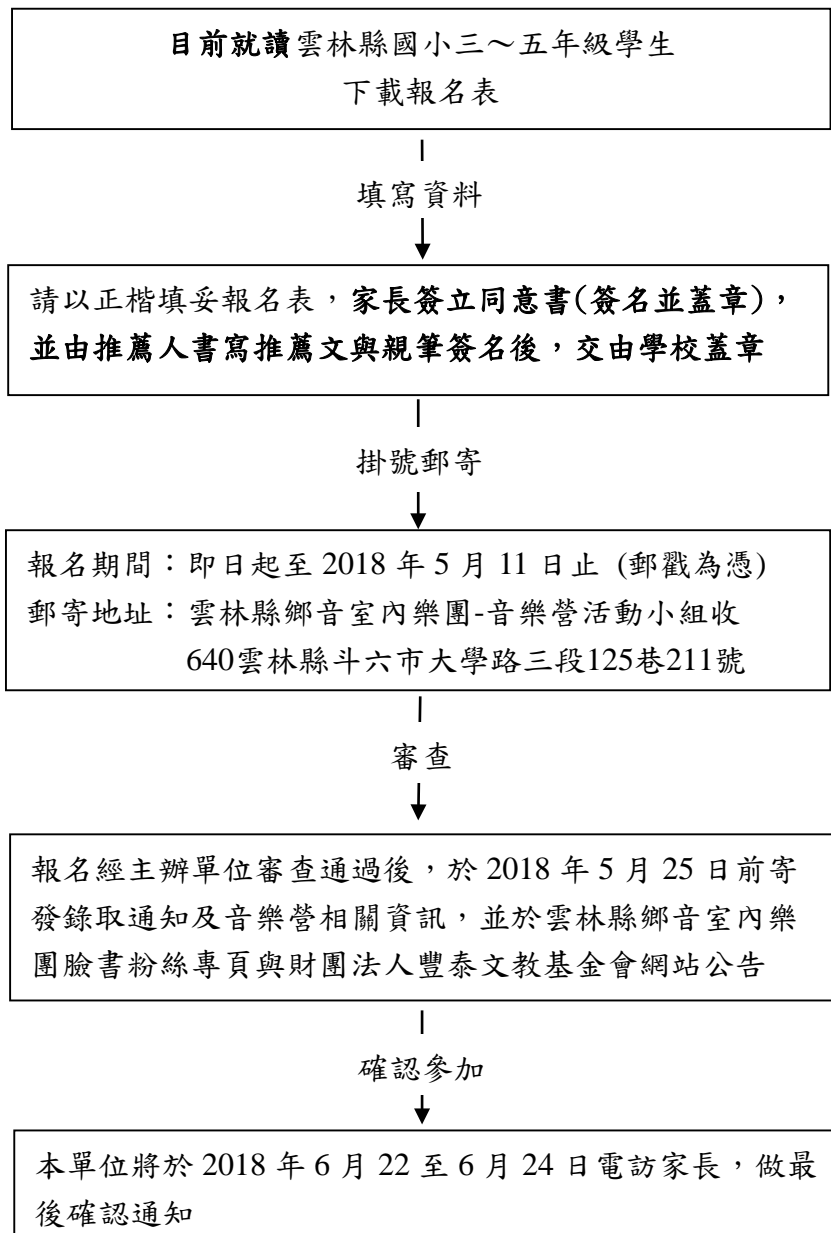 目前就讀雲林縣國小三～五年級學生
下載報名表
填寫資料
請以正楷填妥報名表，家長簽立同意書(簽名並蓋章)，
並由推薦人書寫推薦文與親筆簽名後，交由學校蓋章
掛號郵寄
報名期間：即日起至 2018 年 5 月 11 日止 (郵戳為憑)
郵寄地址：雲林縣鄉音室內樂團-音樂營活動小組收
640雲林縣斗六市大學路三段125巷211號
審查
報名經主辦單位審查通過後，於 2018 年 5 月 25 日前寄
發錄取通知及音樂營相關資訊，並於雲林縣鄉音室內樂
團臉書粉絲專頁與財團法人豐泰文教基金會網站公告
確認參加
本單位將於 2018 年 6 月 22 至 6 月 24 日電訪家長，做最
後確認通知